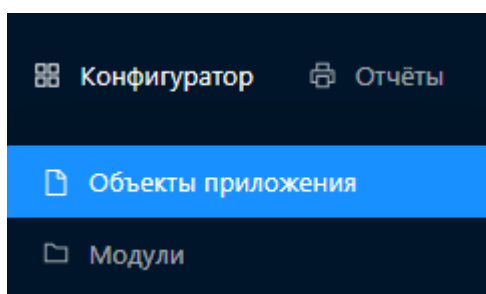 Конфигуратор Отчёты
Объекты приложения
Модули